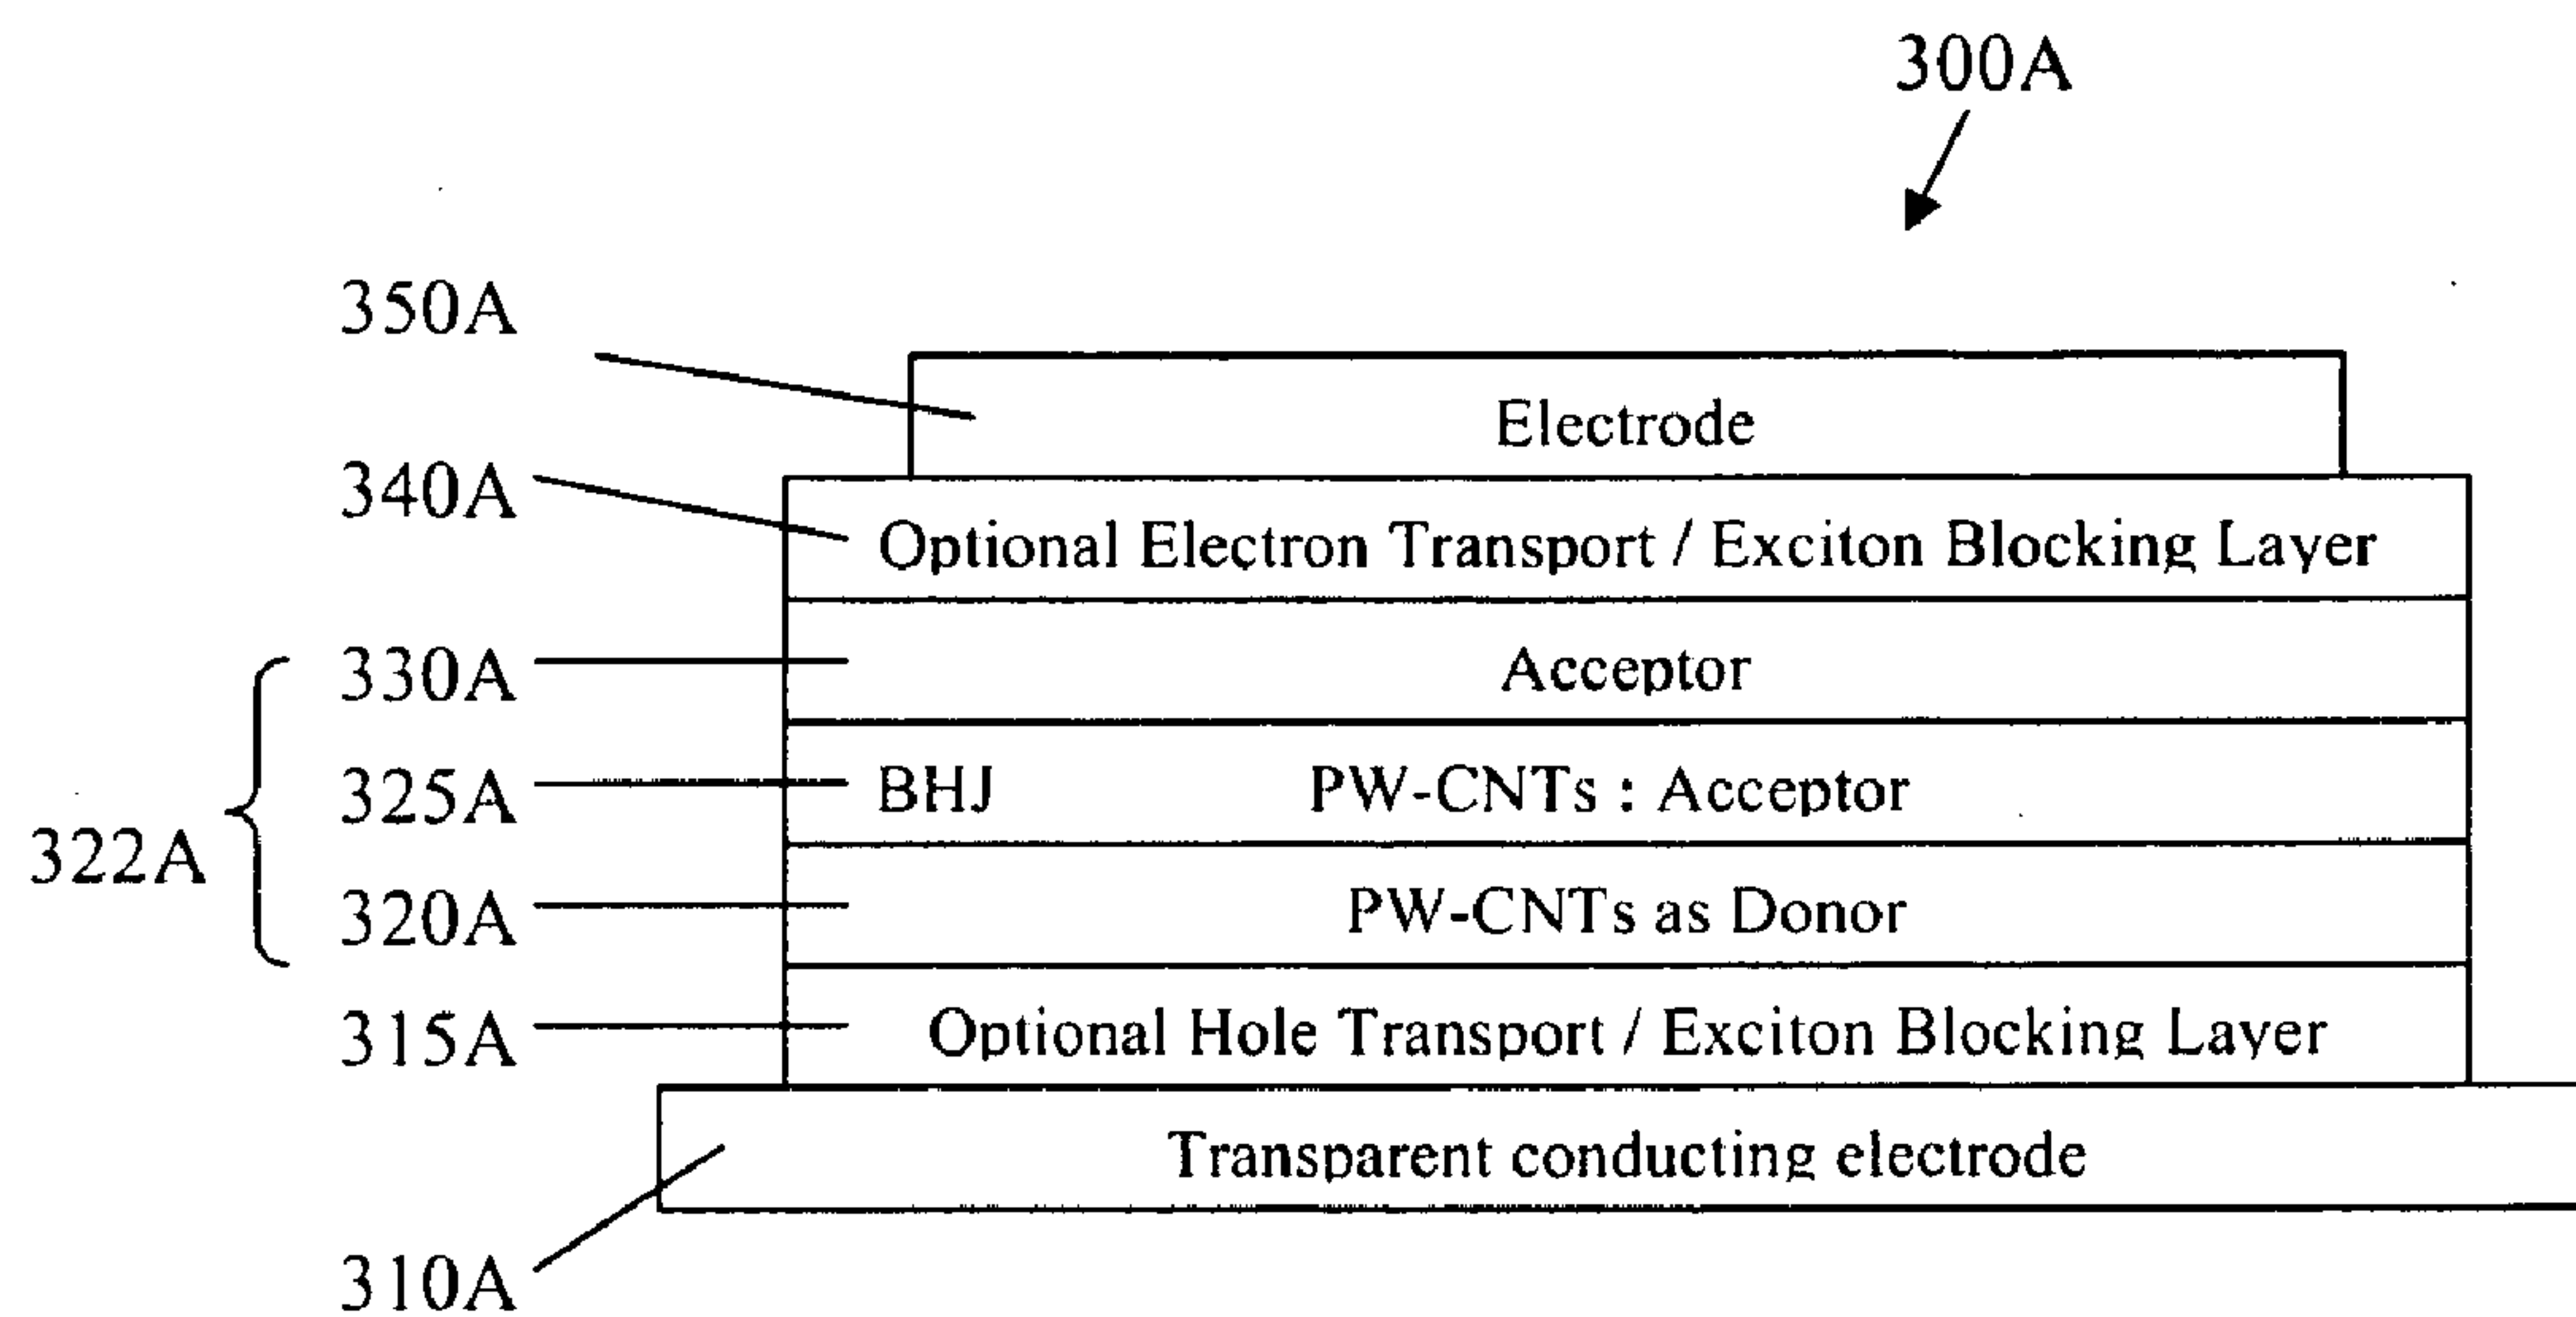 300A
350A
Electrode
340A
Optional Electron Transport / Exciton Blocking Layer
330A
Acceptor
325A
BHJ PW-CNTs : Acceptor
322A
320A
PW-CNTs as Donor
315A
Optional Hole Transport / Exciton Blocking Layer
Transparent conducting electrode
310A